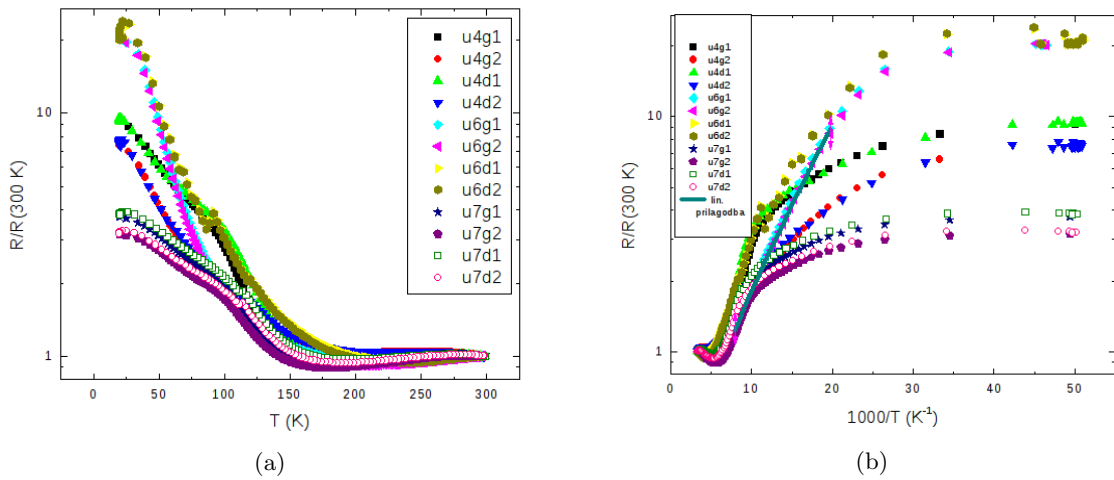 R/R(300 K)
10
1
0
50
100
150
200
250
300
T (K)
u4g1
u4g2
u4d1
u4d2
u6g1
u6g2
u6d1
u6d2
u7g1
u7g2
u7d1
u7d2
(a)
R/R(300 K)
10
1
0
10
20
30
40
50
1000/T (K⁻¹)
u4g1
u4g2
u4d1
u4d2
u6g1
u6g2
u6d1
u6d2
u7g1
u7g2
u7d1
u7d2
lin.
prilagodba
(b)